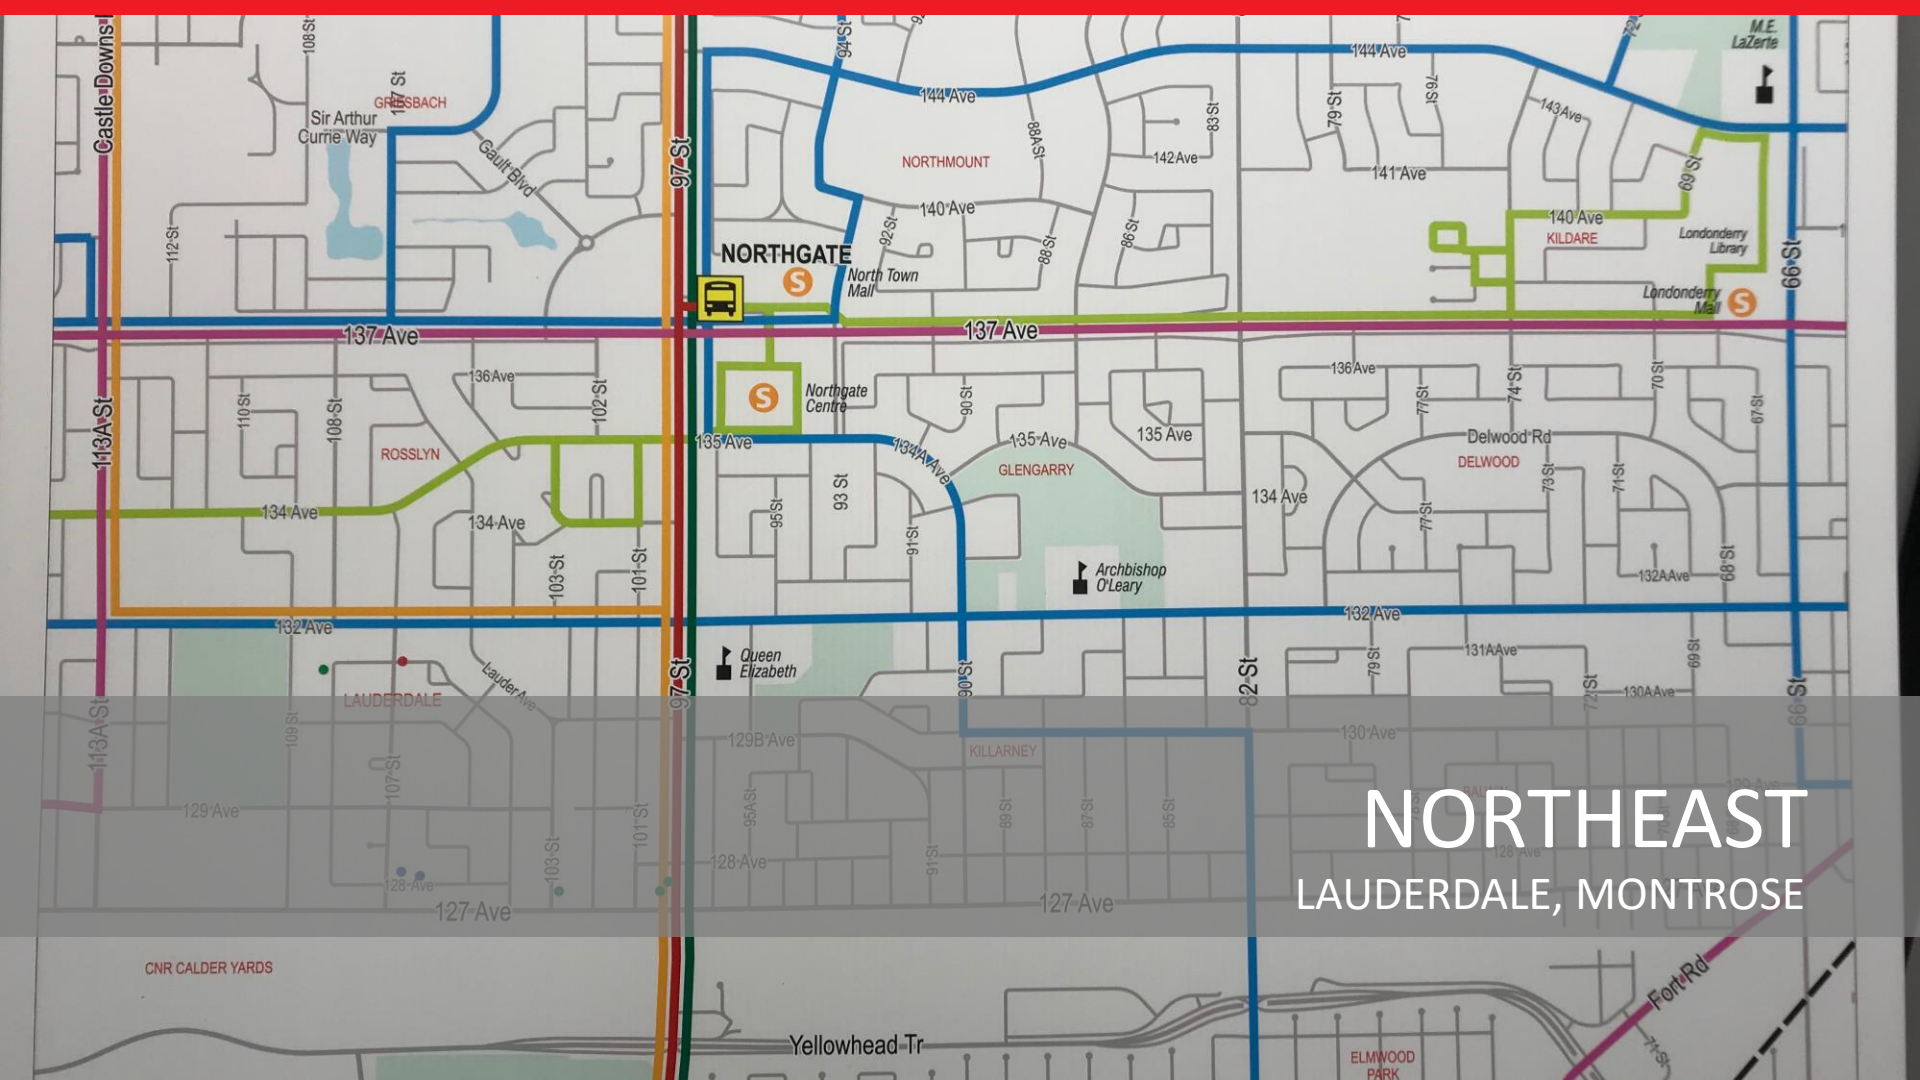 Castle Downs
108 St
107 St
GRIESBACH
Sir Arthur
Currie Way
Gault Blvd
112 St
97 St
94 St
144 Ave
144 Ave
88A St
83 St
142 Ave
NORTHMOUNT
140 Ave
92 St
88 St
86 St
79 St
76 St
143 Ave
141 Ave
69 St
140 Ave
KILDARE
M.E.
LaZerte
Londonderry
Library
Londonderry
Mall
S
66 St
NORTHGATE
S
North Town
Mall
137 Ave
137 Ave
S
Northgate
Centre
136 Ave
102 St
110 St
108 St
113A St
ROSSLYN
134 Ave
134 Ave
103 St
101 St
135 Ave
134A Ave
90 St
135 Ave
GLENGARRY
135 Ave
95 St
93 St
91 St
Archbishop
O'Leary
136 Ave
77 St
74 St
70 St
67 St
Delwood Rd
DELWOOD
134 Ave
77 St
73 St
71 St
68 St
132A Ave
132 Ave
132 Ave
Queen
Elizabeth
97 St
90 St
82 St
79 St
131A Ave
72 St
69 St
130A Ave
66 St
Lauder Ave
LAUDERDALE
113A St
109 St
107 St
129 Ave
128 Ave
103 St
101 St
127 Ave
129B Ave
95A St
128 Ave
91 St
KILLARNEY
89 St
87 St
85 St
127 Ave
130 Ave
128 Ave
NORTHEAST
LAUDERDALE, MONTROSE
CNR CALDER YARDS
Yellowhead Tr
Fort Rd
71 St
ELMWOOD
PARK